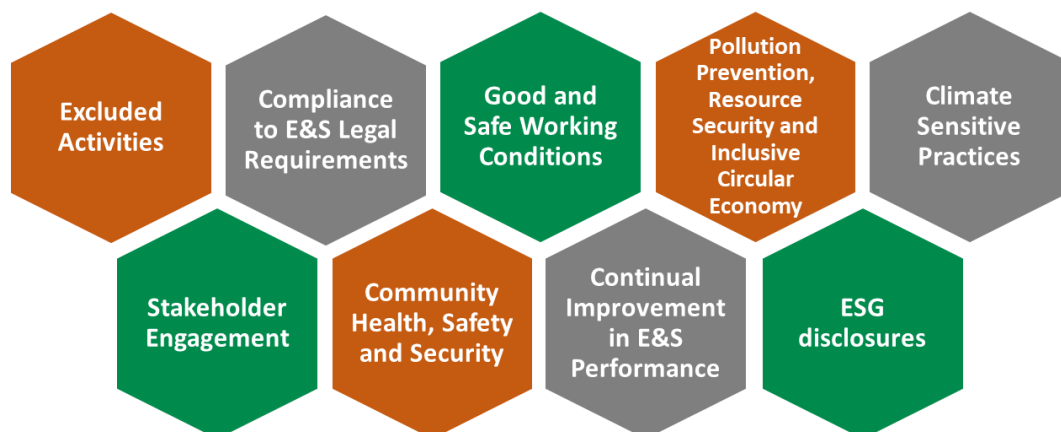 Excluded
Activities
Compliance
to E&S Legal
Requirements
Good and
Safe Working
Conditions
Pollution
Prevention,
Resource
Security and
Inclusive
Circular
Economy
Climate
Sensitive
Practices
Stakeholder
Engagement
Community
Health, Safety
and Security
Continual
Improvement
in E&S
Performance
ESG
disclosures